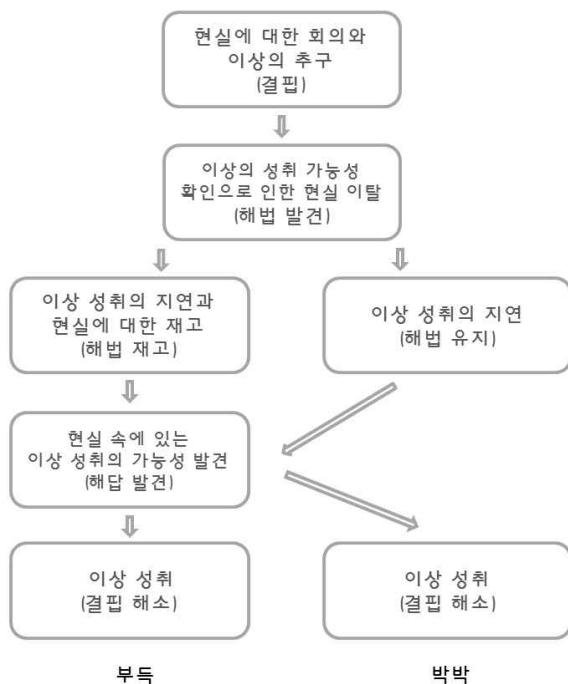 현실에 대한 회의와
이상의 추구
(결핍)
이상의 성취 가능성
확인으로 인한 현실 이탈
(해법 발견)
이상 성취의 지연과
현실에 대한 재고
(해법 재고)
이상 성취의 지연
(해법 유지)
현실 속에 있는
이상 성취의 가능성 발견
(해답 발견)
이상 성취
(결핍 해소)
이상 성취
(결핍 해소)
부득
박박